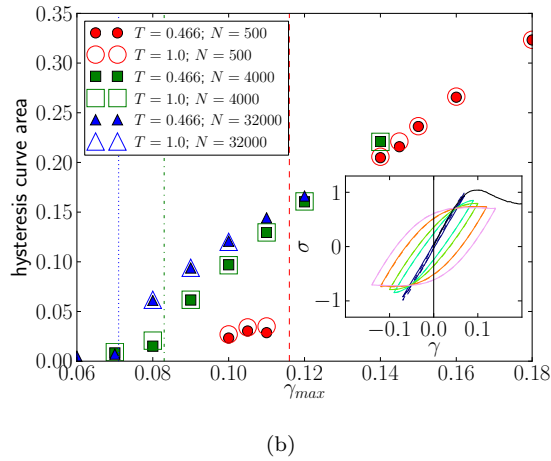 0.35
0.30
0.25
0.20
0.15
0.10
0.05
0.00
hysteresis curve area
T = 0.466; N = 500
T = 1.0; N = 500
T = 0.466; N = 4000
T = 1.0; N = 4000
T = 0.466; N = 32000
T = 1.0; N = 32000
1
0
−1
σ
−0.1 0.0 0.1
γ
0.06 0.08 0.10 0.12 0.14 0.16 0.18
γmax
(b)